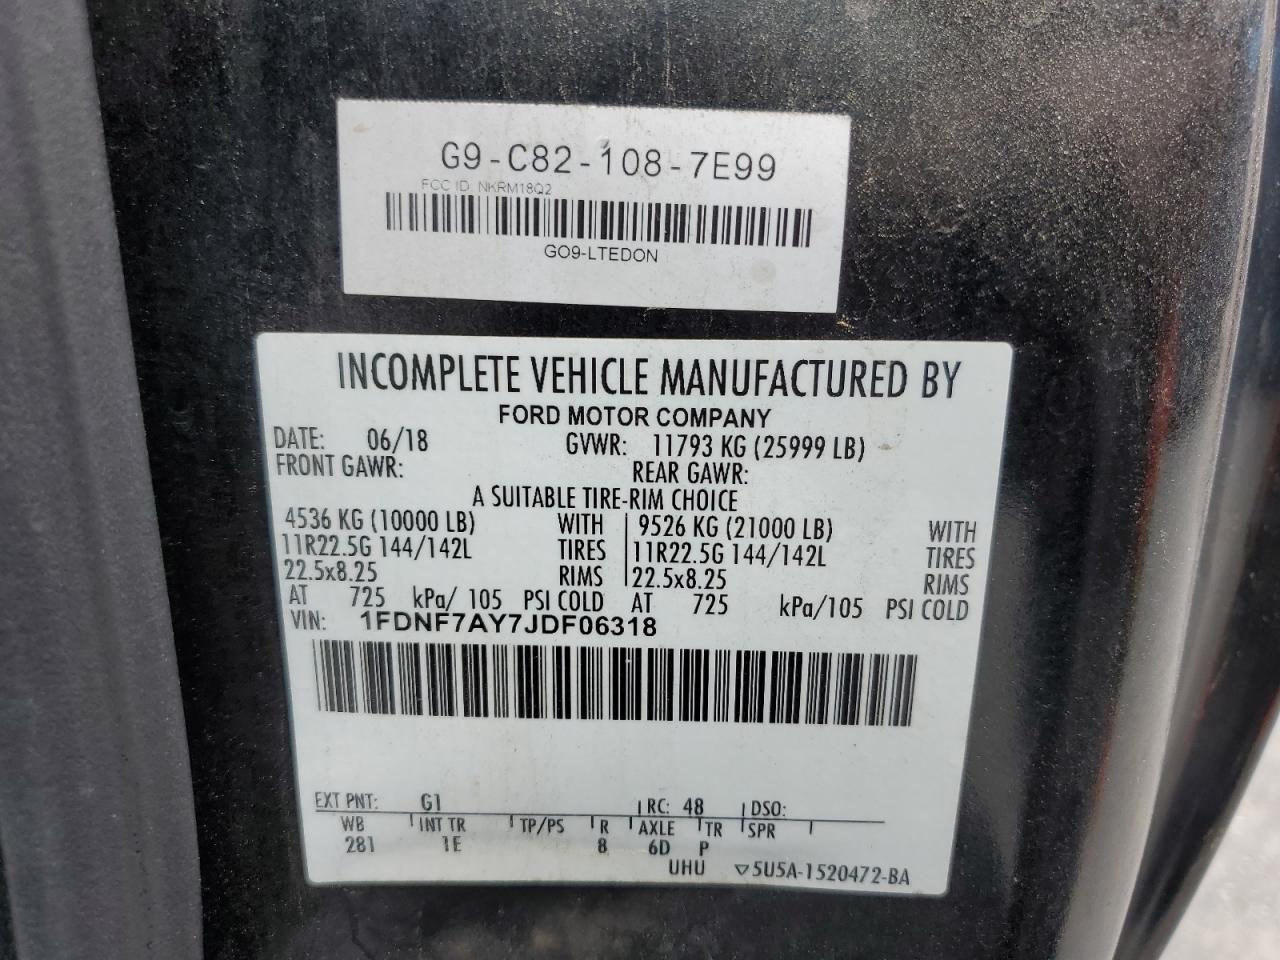 G9-C82-108-7E99
FCC ID NKRM18Q2
GO9-LTEDON
INCOMPLETE VEHICLE MANUFACTURED BY
FORD MOTOR COMPANY
DATE: 06/18 GVWR: 11793 KG (25999 LB)
FRONT GAWR: REAR GAWR:
A SUITABLE TIRE-RIM CHOICE
4536 KG (10000 LB) WITH 9526 KG (21000 LB) WITH
11R22.5G 144/142L TIRES 11R22.5G 144/142L TIRES
22.5x8.25 RIMS 22.5x8.25 RIMS
AT 725 kPa/ 105 PSI COLD AT 725 kPa/105 PSI COLD
VIN: 1FDNF7AY7JDF06318
EXT PNT: G1 RC: 48 DSO:
WB INT TR TP/PS R AXLE TR SPR
281 1E 8 6D P
UHU ▽5U5A-1520472-BA